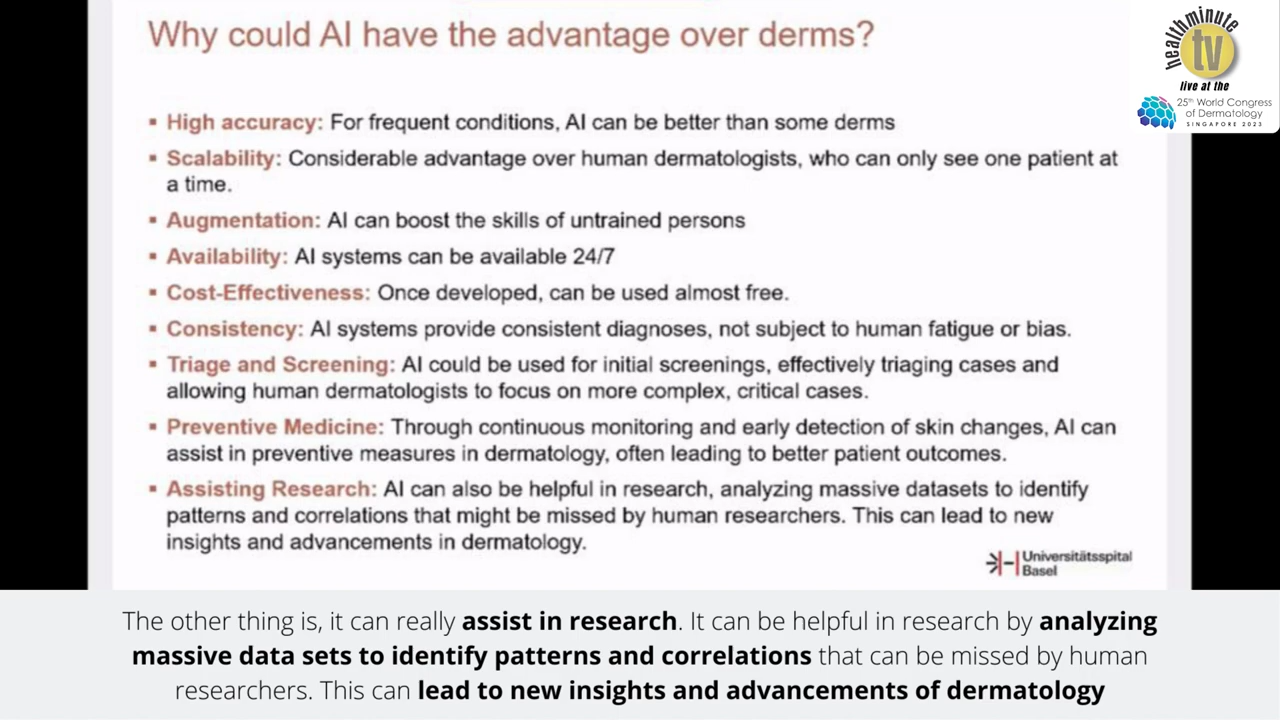 Why could AI have the advantage over derms?
healthminute
tv
live at the
25th World Congress
of Dermatology
SINGAPORE 2023
▪ High accuracy: For frequent conditions, AI can be better than some derms
▪ Scalability: Considerable advantage over human dermatologists, who can only see one patient at
a time.
▪ Augmentation: AI can boost the skills of untrained persons
▪ Availability: AI systems can be available 24/7
▪ Cost-Effectiveness: Once developed, can be used almost free.
▪ Consistency: AI systems provide consistent diagnoses, not subject to human fatigue or bias.
▪ Triage and Screening: AI could be used for initial screenings, effectively triaging cases and
allowing human dermatologists to focus on more complex, critical cases.
▪ Preventive Medicine: Through continuous monitoring and early detection of skin changes, AI can
assist in preventive measures in dermatology, often leading to better patient outcomes.
▪ Assisting Research: AI can also be helpful in research, analyzing massive datasets to identify
patterns and correlations that might be missed by human researchers. This can lead to new
insights and advancements in dermatology.
Universitätsspital
Basel
The other thing is, it can really assist in research. It can be helpful in research by analyzing
massive data sets to identify patterns and correlations that can be missed by human
researchers. This can lead to new insights and advancements of dermatology